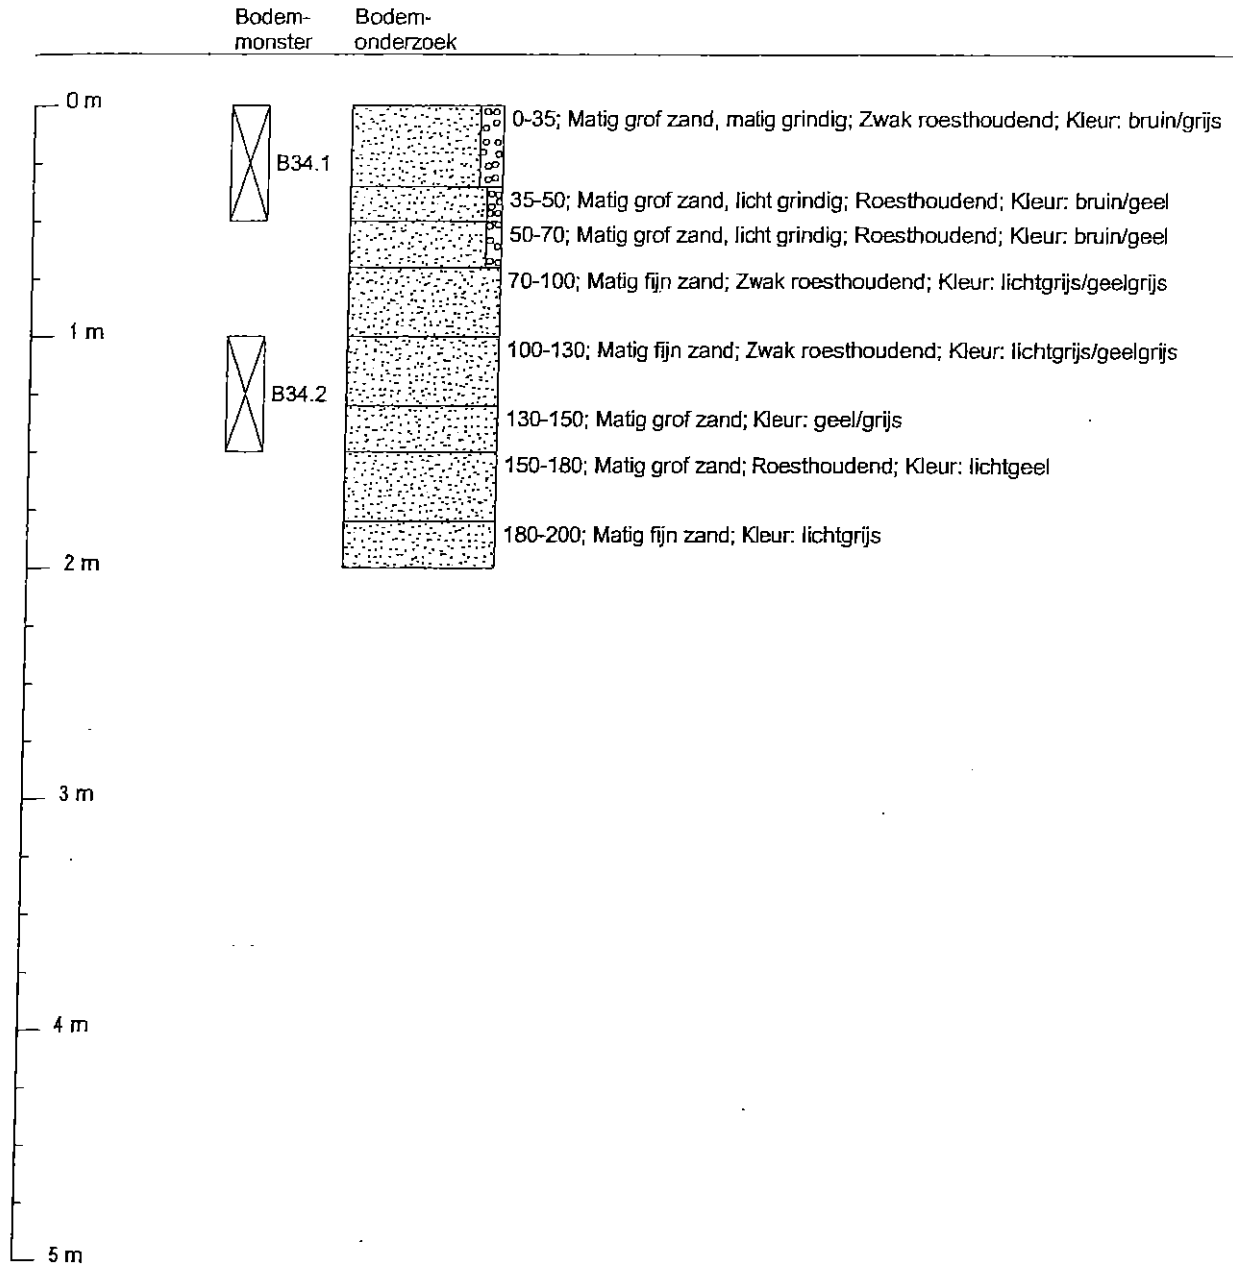 Bodem-
monster
Bodem-
onderzoek
0 m
0-35; Matig grof zand, matig grindig; Zwak roesthoudend; Kleur: bruin/grijs
B34.1
35-50; Matig grof zand, licht grindig; Roesthoudend; Kleur: bruin/geel
50-70; Matig grof zand, licht grindig; Roesthoudend; Kleur: bruin/geel
70-100; Matig fijn zand; Zwak roesthoudend; Kleur: lichtgrijs/geelgrijs
1 m
100-130; Matig fijn zand; Zwak roesthoudend; Kleur: lichtgrijs/geelgrijs
B34.2
130-150; Matig grof zand; Kleur: geel/grijs
150-180; Matig grof zand; Roesthoudend; Kleur: lichtgeel
180-200; Matig fijn zand; Kleur: lichtgrijs
2 m
3 m
4 m
5 m